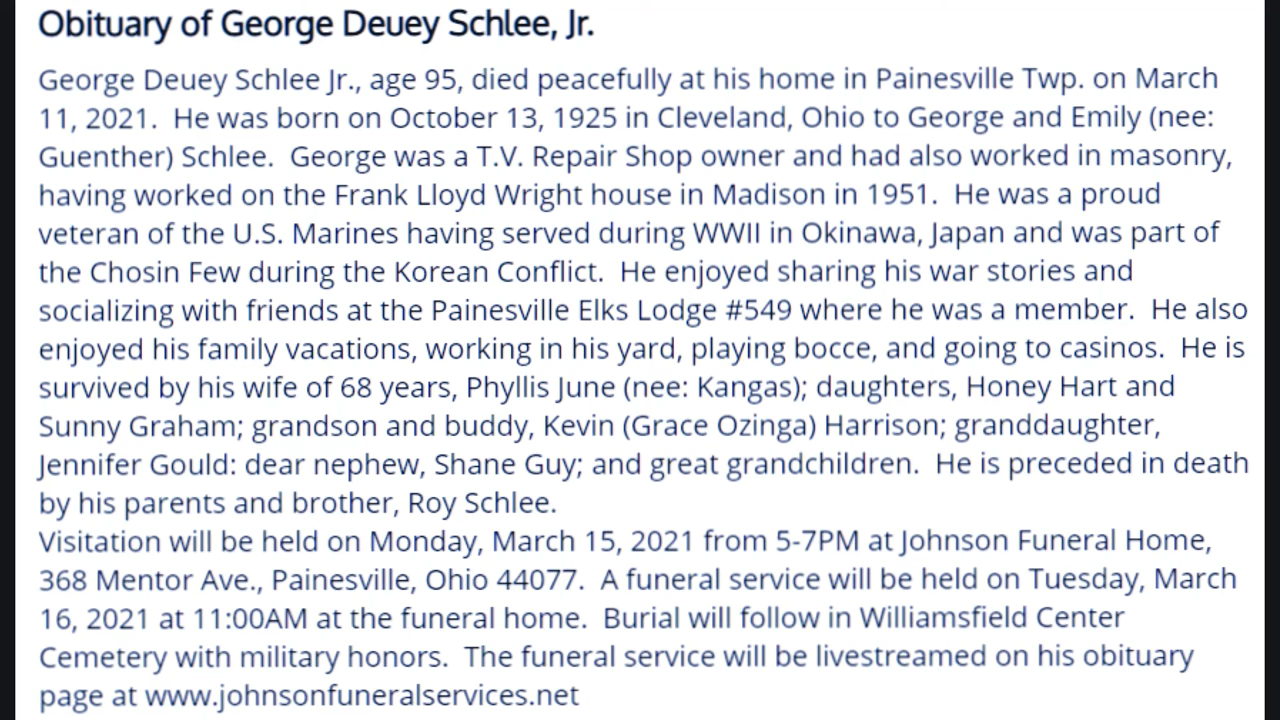 Obituary of George Deuey Schlee, Jr.
George Deuey Schlee Jr., age 95, died peacefully at his home in Painesville Twp. on March
11, 2021.  He was born on October 13, 1925 in Cleveland, Ohio to George and Emily (nee:
Guenther) Schlee.  George was a T.V. Repair Shop owner and had also worked in masonry,
having worked on the Frank Lloyd Wright house in Madison in 1951.  He was a proud
veteran of the U.S. Marines having served during WWII in Okinawa, Japan and was part of
the Chosin Few during the Korean Conflict.  He enjoyed sharing his war stories and
socializing with friends at the Painesville Elks Lodge #549 where he was a member.  He also
enjoyed his family vacations, working in his yard, playing bocce, and going to casinos.  He is
survived by his wife of 68 years, Phyllis June (nee: Kangas); daughters, Honey Hart and
Sunny Graham; grandson and buddy, Kevin (Grace Ozinga) Harrison; granddaughter,
Jennifer Gould: dear nephew, Shane Guy; and great grandchildren.  He is preceded in death
by his parents and brother, Roy Schlee.
Visitation will be held on Monday, March 15, 2021 from 5-7PM at Johnson Funeral Home,
368 Mentor Ave., Painesville, Ohio 44077.  A funeral service will be held on Tuesday, March
16, 2021 at 11:00AM at the funeral home.  Burial will follow in Williamsfield Center
Cemetery with military honors.  The funeral service will be livestreamed on his obituary
page at www.johnsonfuneralservices.net